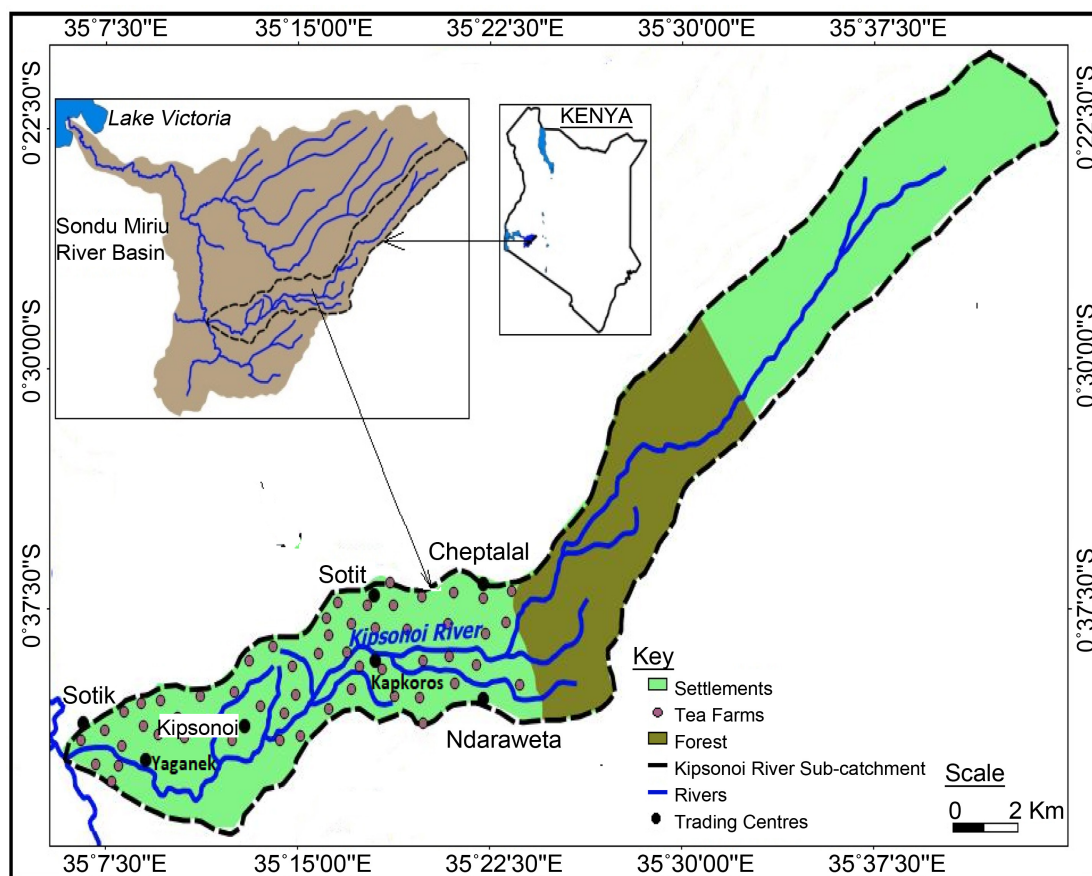 35°7'30"E 35°15'00"E 35°22'30"E 35°30'00"E 35°37'30"E
0°22'30"S
0°22'30"S
Lake Victoria
KENYA
Sondu Miriu
River Basin
0°30'00"S
0°30'00"S
Cheptalal
Sotit
0°37'30"S
0°37'30"S
Kipsonoi River
Kapkoros
Sotik
Kipsonoi
Yaganek
Ndaraweta
Key
Settlements
Tea Farms
Forest
Kipsonoi River Sub-catchment
Rivers
Trading Centres
Scale
0 2 Km
35°7'30"E 35°15'00"E 35°22'30"E 35°30'00"E 35°37'30"E